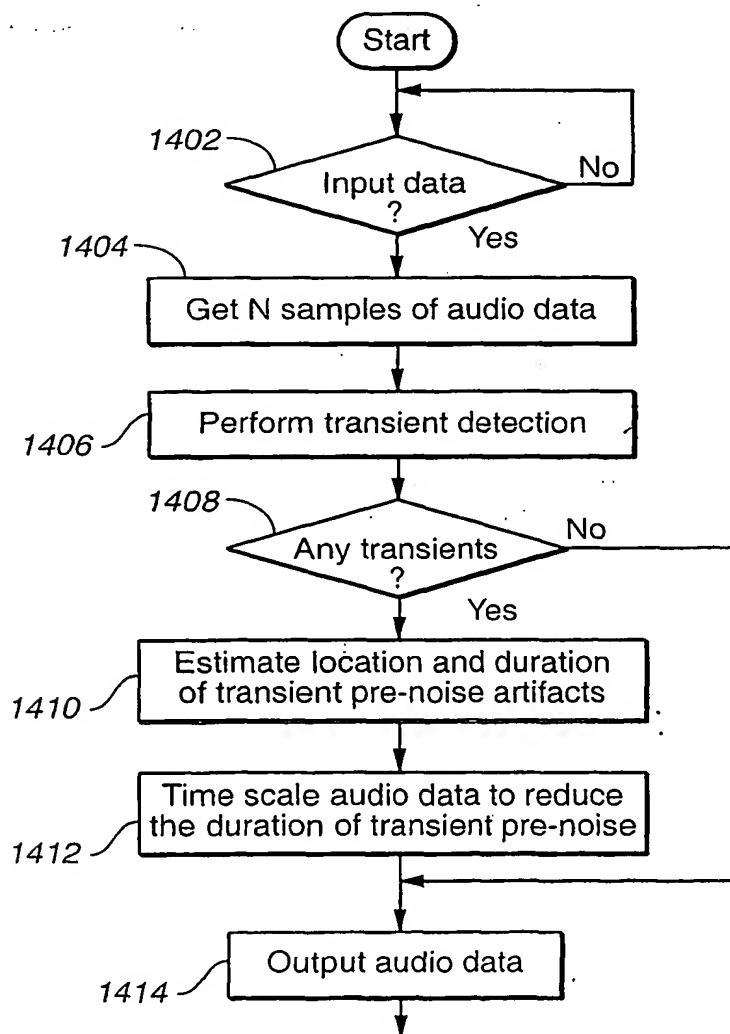 Start
1402
No
Input data
?
Yes
1404
Get N samples of audio data
Perform transient detection
1406
1408
No
Any transients
?
Yes
Estimate location and duration
of transient pre-noise artifacts
1410
Time scale audio data to reduce
the duration of transient pre-noise
1412
Output audio data
1414